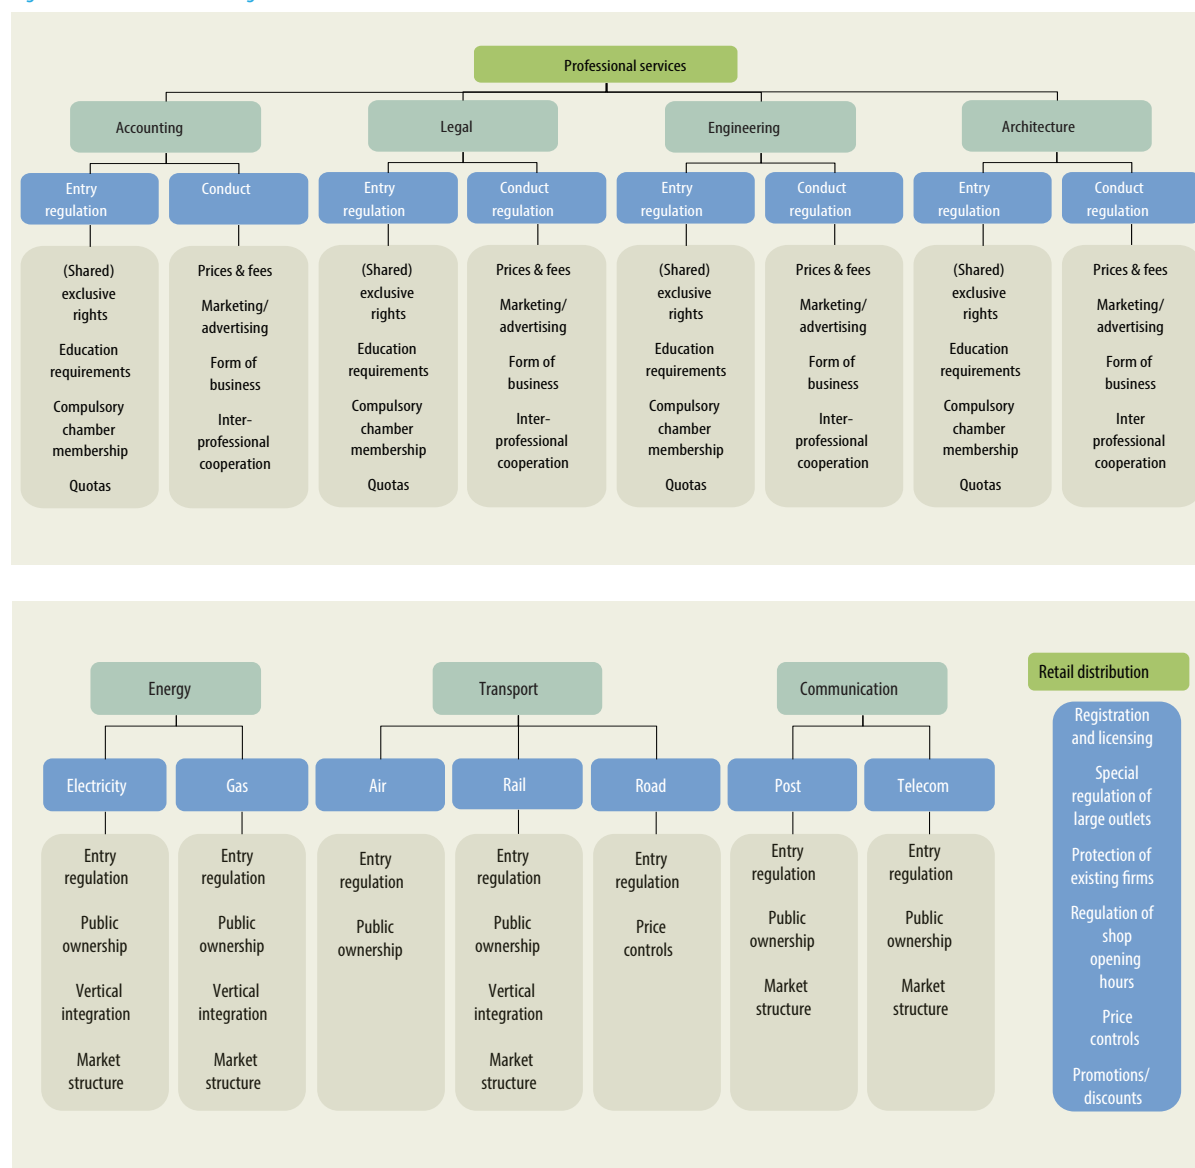 Professional services
Accounting
Legal
Engineering
Architecture
Entry
regulation
Conduct
Entry
regulation
Conduct
regulation
Entry
regulation
Conduct
regulation
Entry
regulation
Conduct
regulation
(Shared)
exclusive
rights
Education
requirements
Compulsory
chamber
membership
Quotas
Prices & fees
Marketing/
advertising
Form of
business
Inter-
professional
cooperation
(Shared)
exclusive
rights
Education
requirements
Compulsory
chamber
membership
Quotas
Prices & fees
Marketing/
advertising
Form of
business
Inter-
professional
cooperation
(Shared)
exclusive
rights
Education
requirements
Compulsory
chamber
membership
Quotas
Prices & fees
Marketing/
advertising
Form of
business
Inter-
professional
cooperation
(Shared)
exclusive
rights
Education
requirements
Compulsory
chamber
membership
Quotas
Prices & fees
Marketing/
advertising
Form of
business
Inter
professional
cooperation
Energy
Transport
Communication
Electricity
Gas
Air
Rail
Road
Post
Telecom
Entry
regulation
Public
ownership
Vertical
integration
Market
structure
Entry
regulation
Public
ownership
Vertical
integration
Market
structure
Entry
regulation
Public
ownership
Entry
regulation
Public
ownership
Vertical
integration
Market
structure
Entry
regulation
Price
controls
Entry
regulation
Public
ownership
Market
structure
Entry
regulation
Public
ownership
Market
structure
Retail distribution
Registration
and licensing
Special
regulation of
large outlets
Protection of
existing firms
Regulation of
shop
opening
hours
Price
controls
Promotions/
discounts